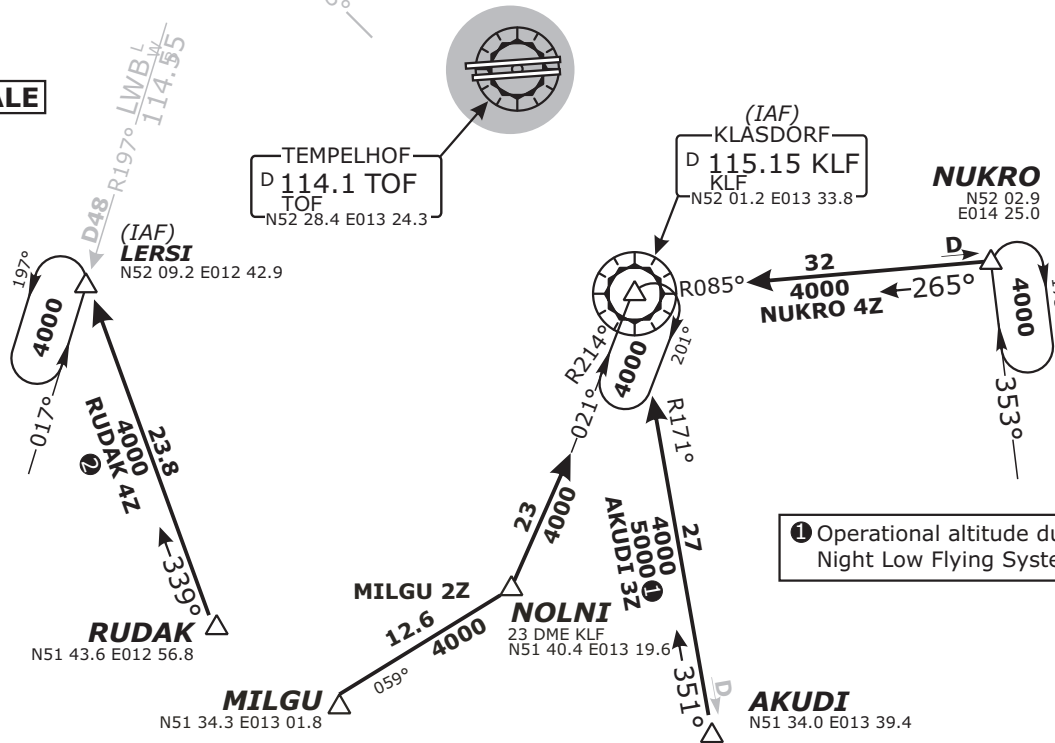 ALE
D48 R197° LWB LW 114.55
TEMPELHOF
D 114.1 TOF
TOF
N52 28.4 E013 24.3
(IAF)
KLASDORF
D 115.15 KLF
KLF
N52 01.2 E013 33.8
NUKRO
N52 02.9
E014 25.0
(IAF)
LERSI
N52 09.2 E012 42.9
197°
4000
017°
23.8
4000
RUDAK 4Z
❷
339°
RUDAK
N51 43.6 E012 56.8
D
32
R085°
4000
265°
NUKRO 4Z
4000
353°
R214°
4000
201°
021°
R171°
23
4000
27
4000
5000❶
AKUDI 3Z
351°
D
❶ Operational altitude du
Night Low Flying Syste
MILGU 2Z
12.6
4000
059°
NOLNI
23 DME KLF
N51 40.4 E013 19.6
MILGU
N51 34.3 E013 01.8
AKUDI
N51 34.0 E013 39.4